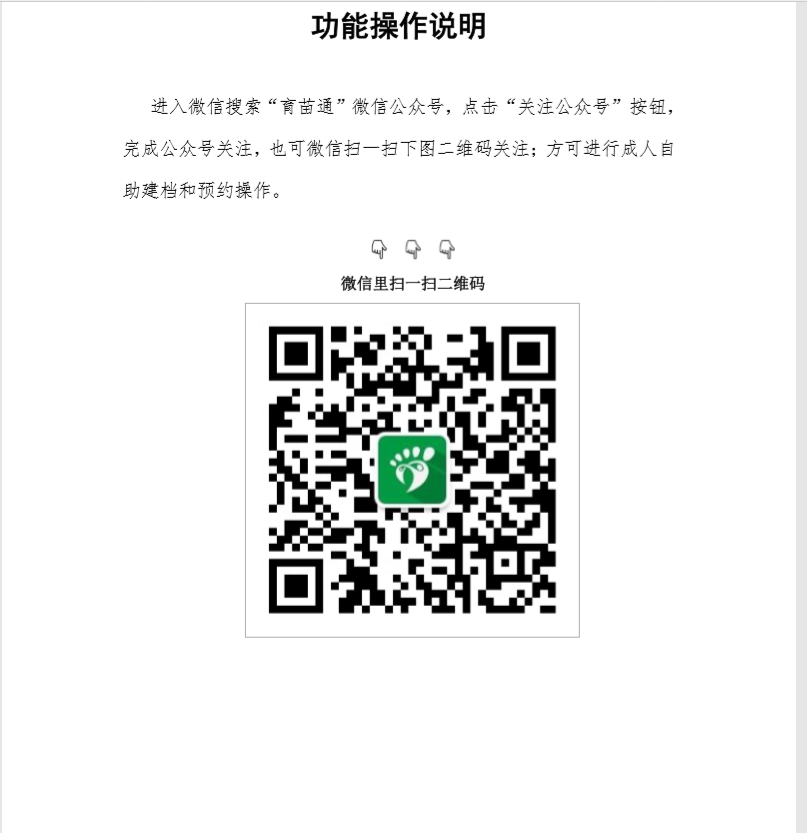 功能操作说明
进入微信搜索“育苗通”微信公众号，点击“关注公众号”按钮，
完成公众号关注，也可微信扫一扫下图二维码关注；方可进行成人自
助建档和预约操作。
微信里扫一扫二维码